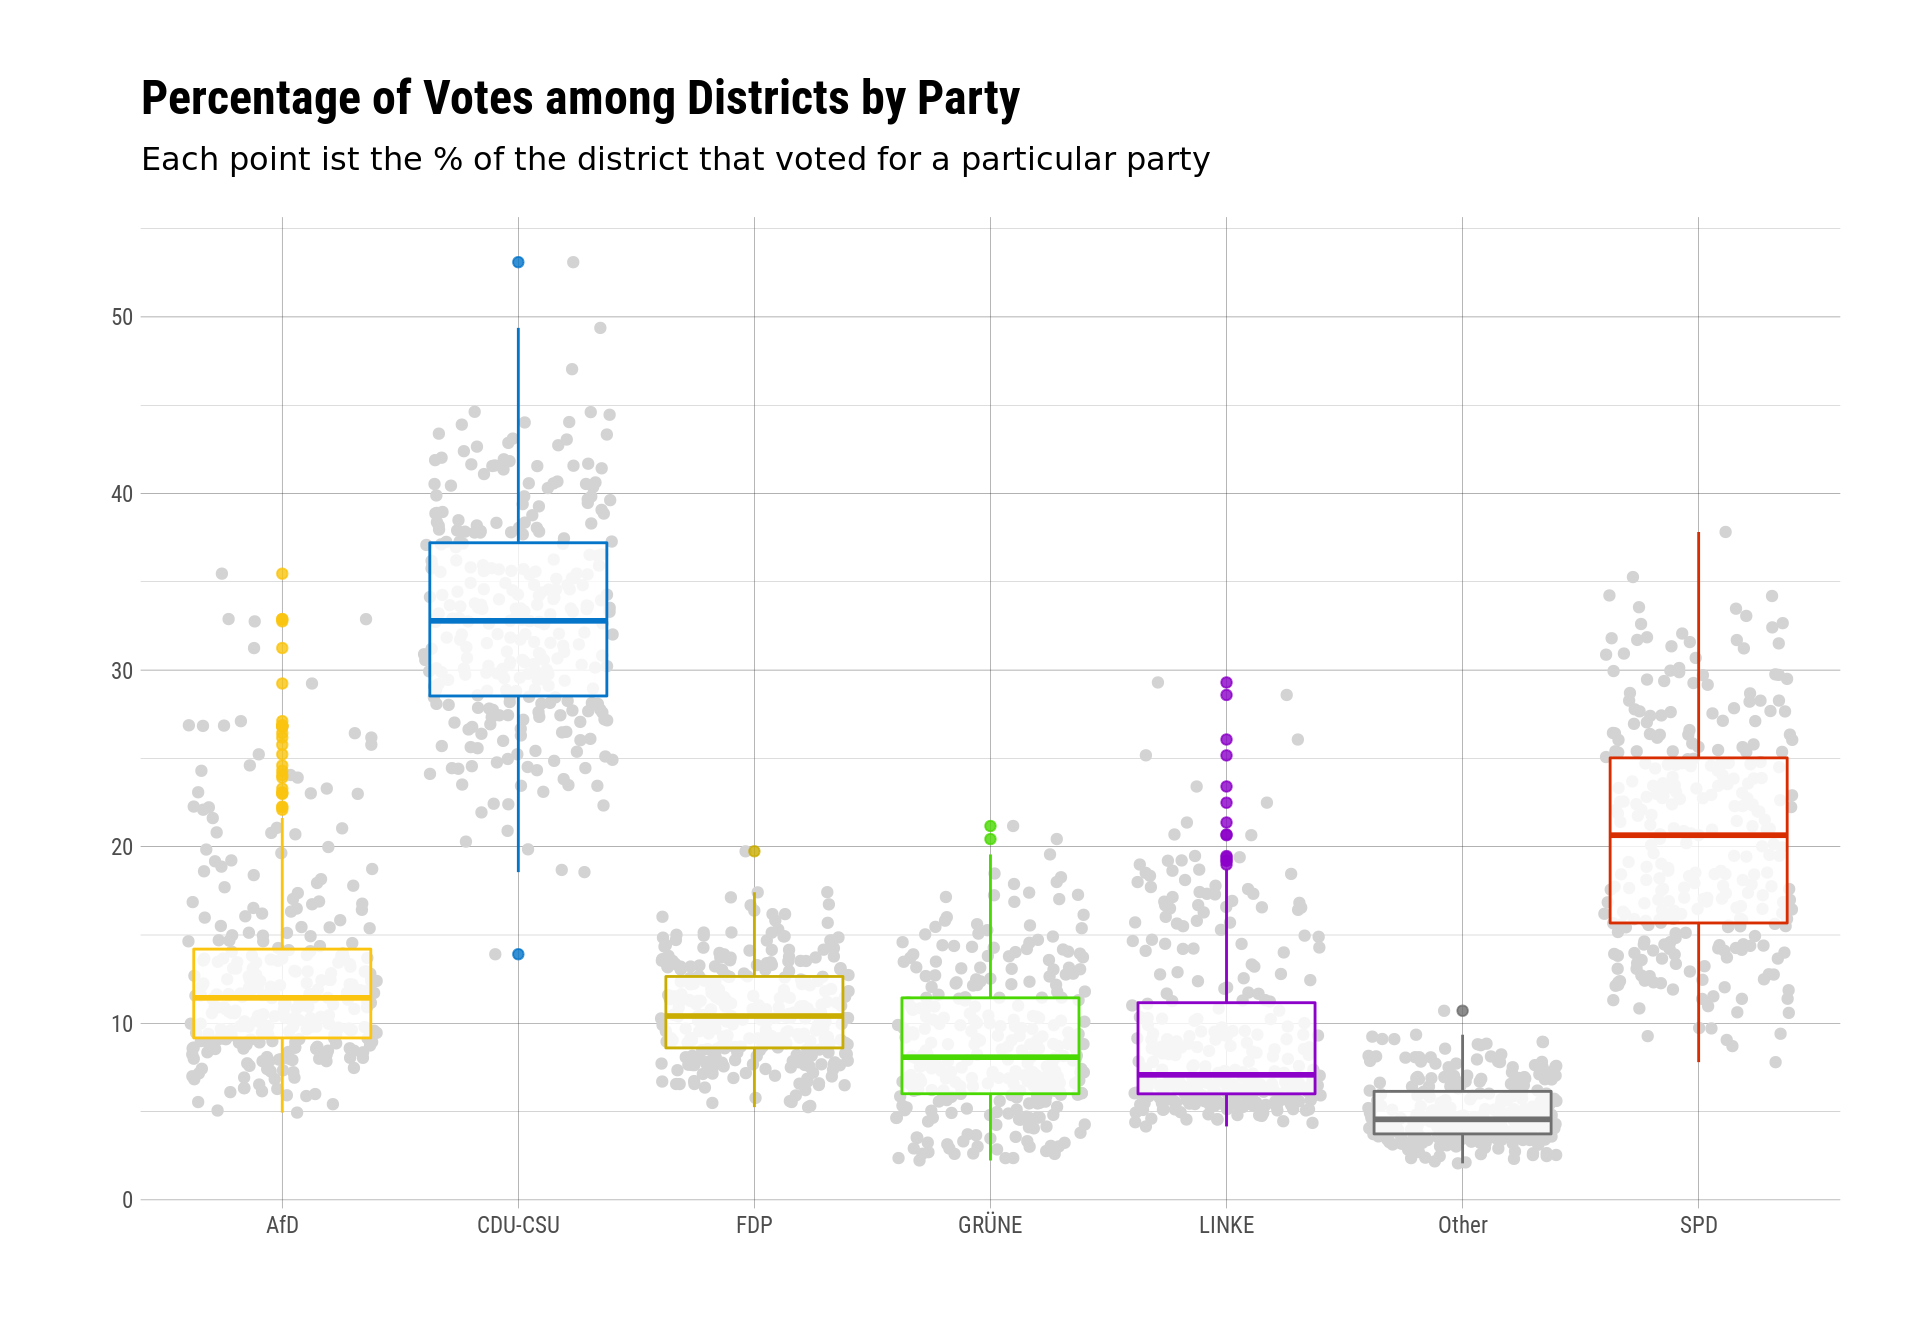 Percentage of Votes among Districts by Party
Each point ist the % of the district that voted for a particular party
50
40
30
20
10
0
AfD CDU-CSU FDP GRÜNE LINKE Other SPD